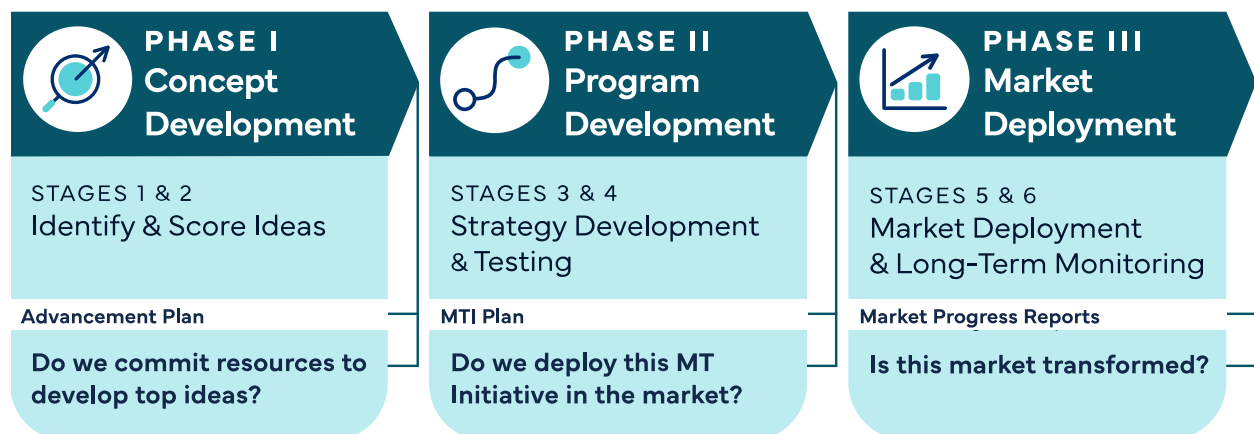 PHASE I
Concept
Development
STAGES 1 & 2
Identify & Score Ideas
Advancement Plan
Do we commit resources to
develop top ideas?
PHASE II
Program
Development
STAGES 3 & 4
Strategy Development
& Testing
MTI Plan
Do we deploy this MT
Initiative in the market?
PHASE III
Market
Deployment
STAGES 5 & 6
Market Deployment
& Long-Term Monitoring
Market Progress Reports
Is this market transformed?